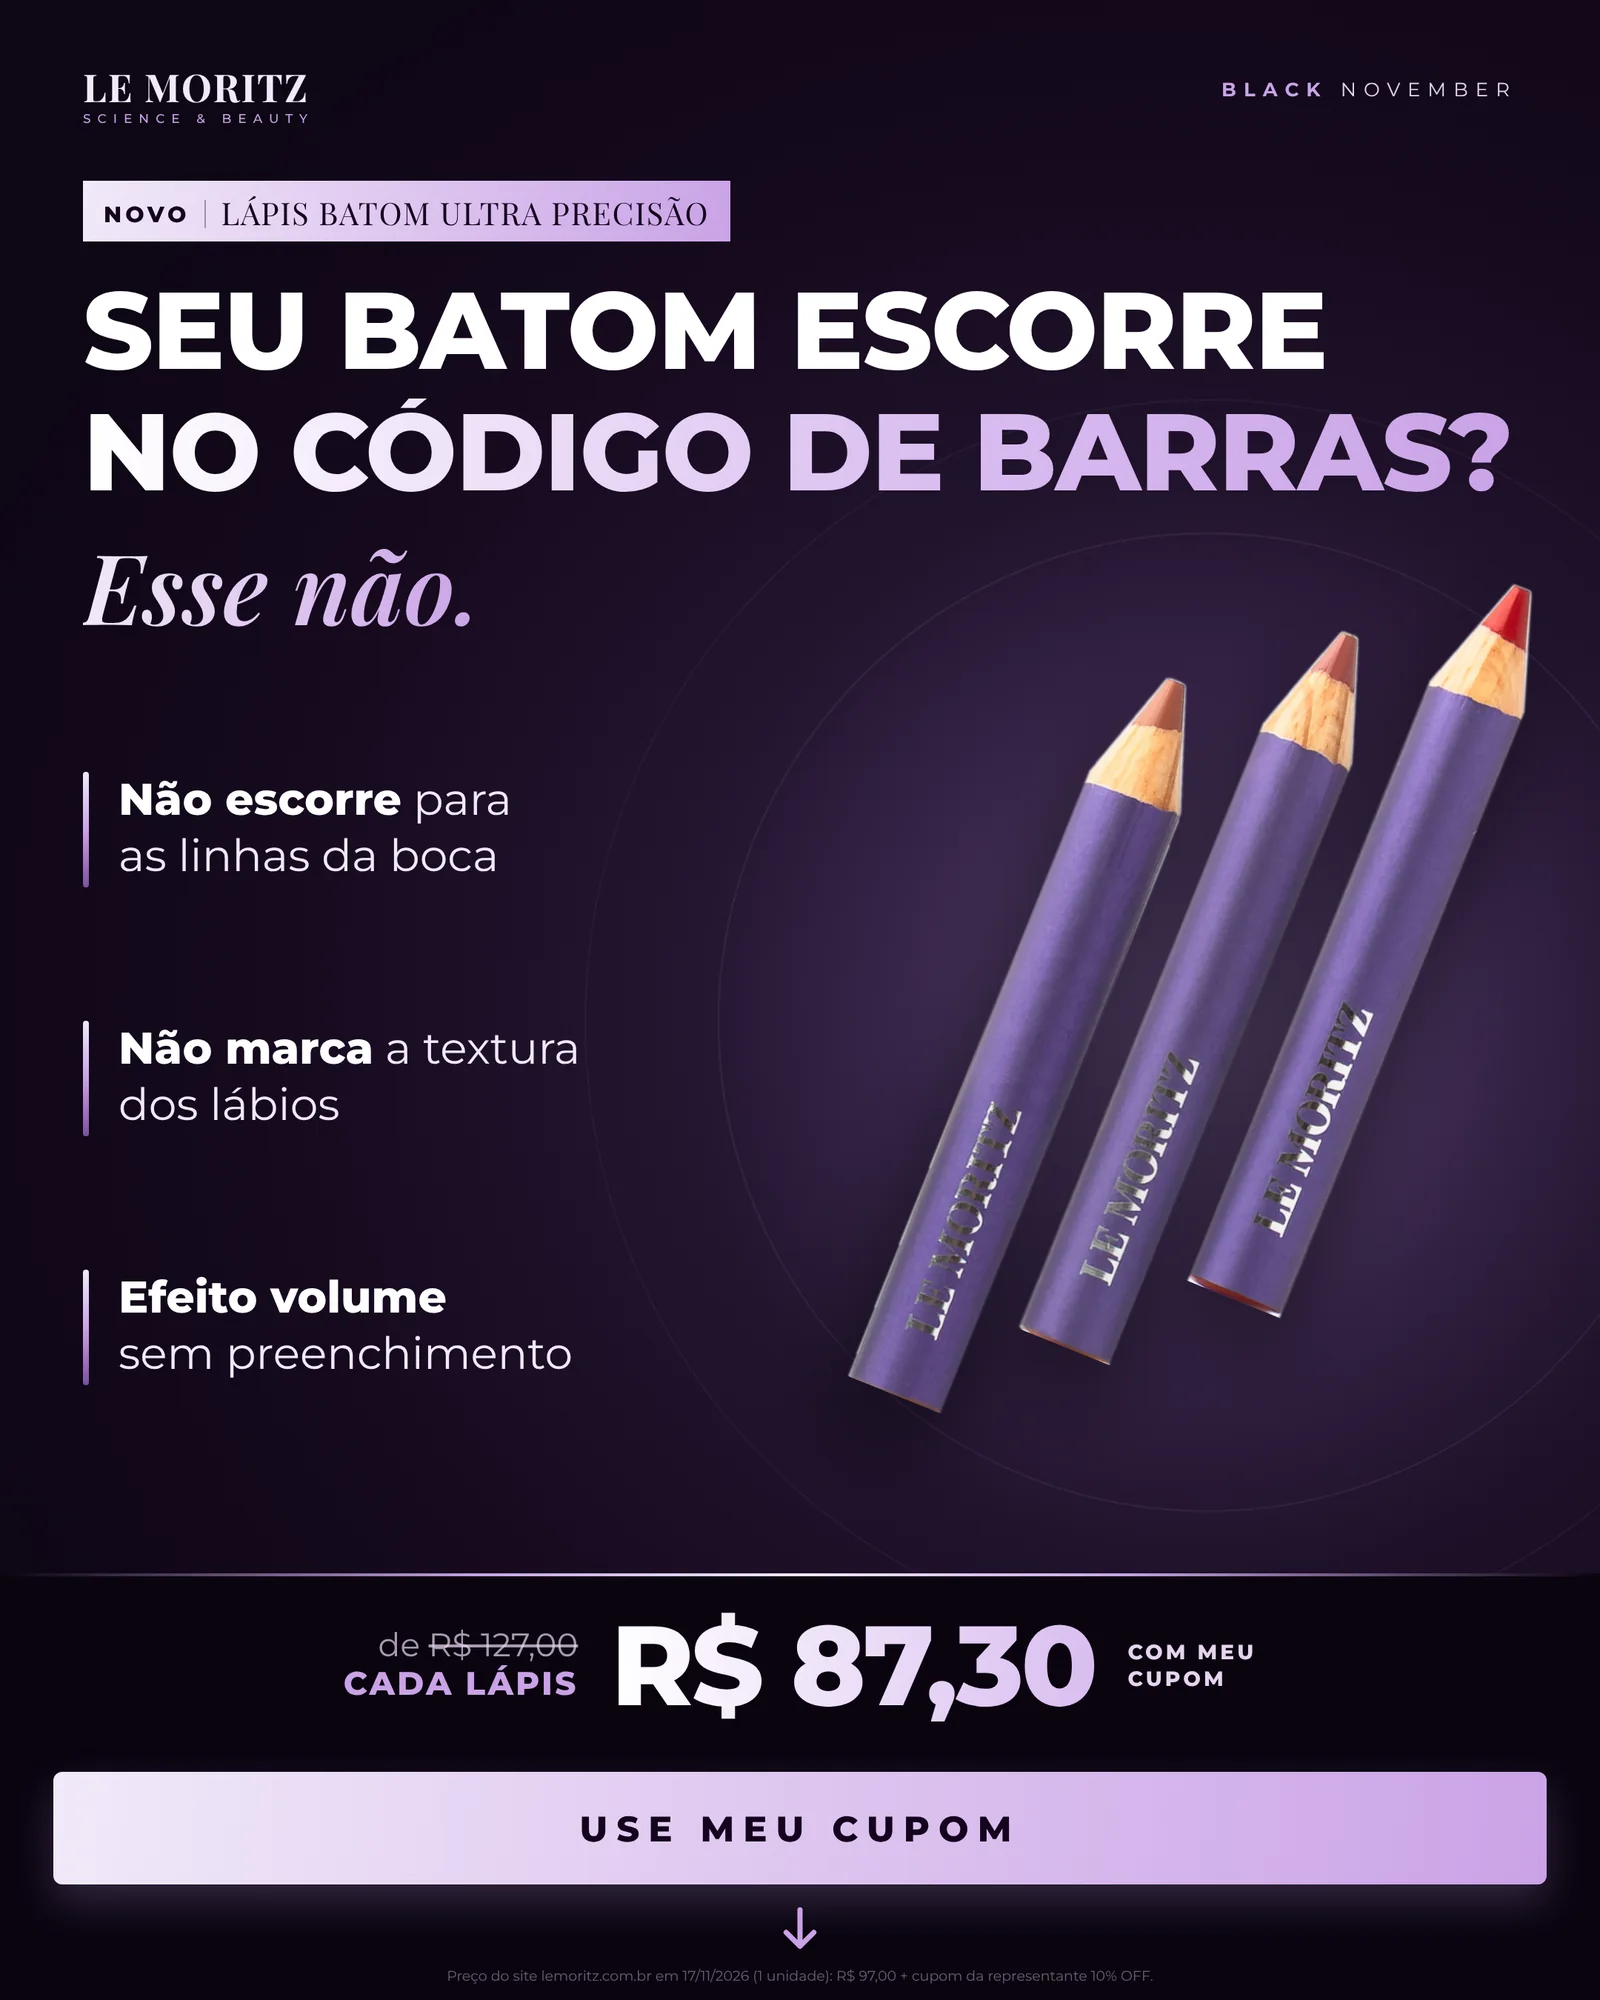 LE MORITZ
SCIENCE & BEAUTY
BLACK NOVEMBER
NOVO | LÁPIS BATOM ULTRA PRECISÃO
SEU BATOM ESCORRE
NO CÓDIGO DE BARRAS?
Esse não.
Não escorre para
as linhas da boca
Não marca a textura
dos lábios
Efeito volume
sem preenchimento
LE MORITZ
LE MORITZ
LE MORITZ
de R$ 127,00
CADA LÁPIS
R$ 87,30
COM MEU
CUPOM
USE MEU CUPOM
Preço do site lemoritz.com.br em 17/11/2026 (1 unidade): R$ 97,00 + cupom da representante 10% OFF.